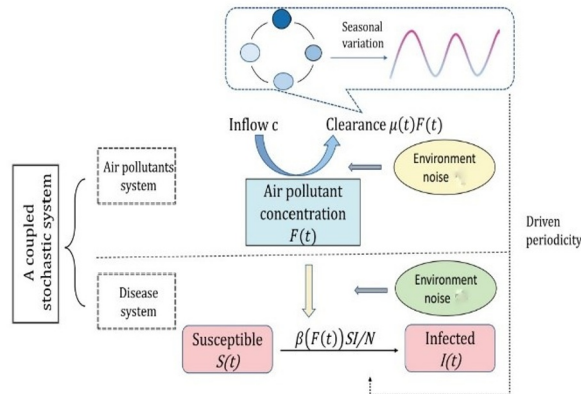 Seasonal
variation
Inflow c
Clearance μ(t)F(t)
Air pollutants
system
Air pollutant
concentration
F(t)
Environment
noise
A coupled
stochastic system
Driven
periodicity
Disease
system
Environment
noise
Susceptible
S(t)
β(F(t))SI/N
Infected
I(t)